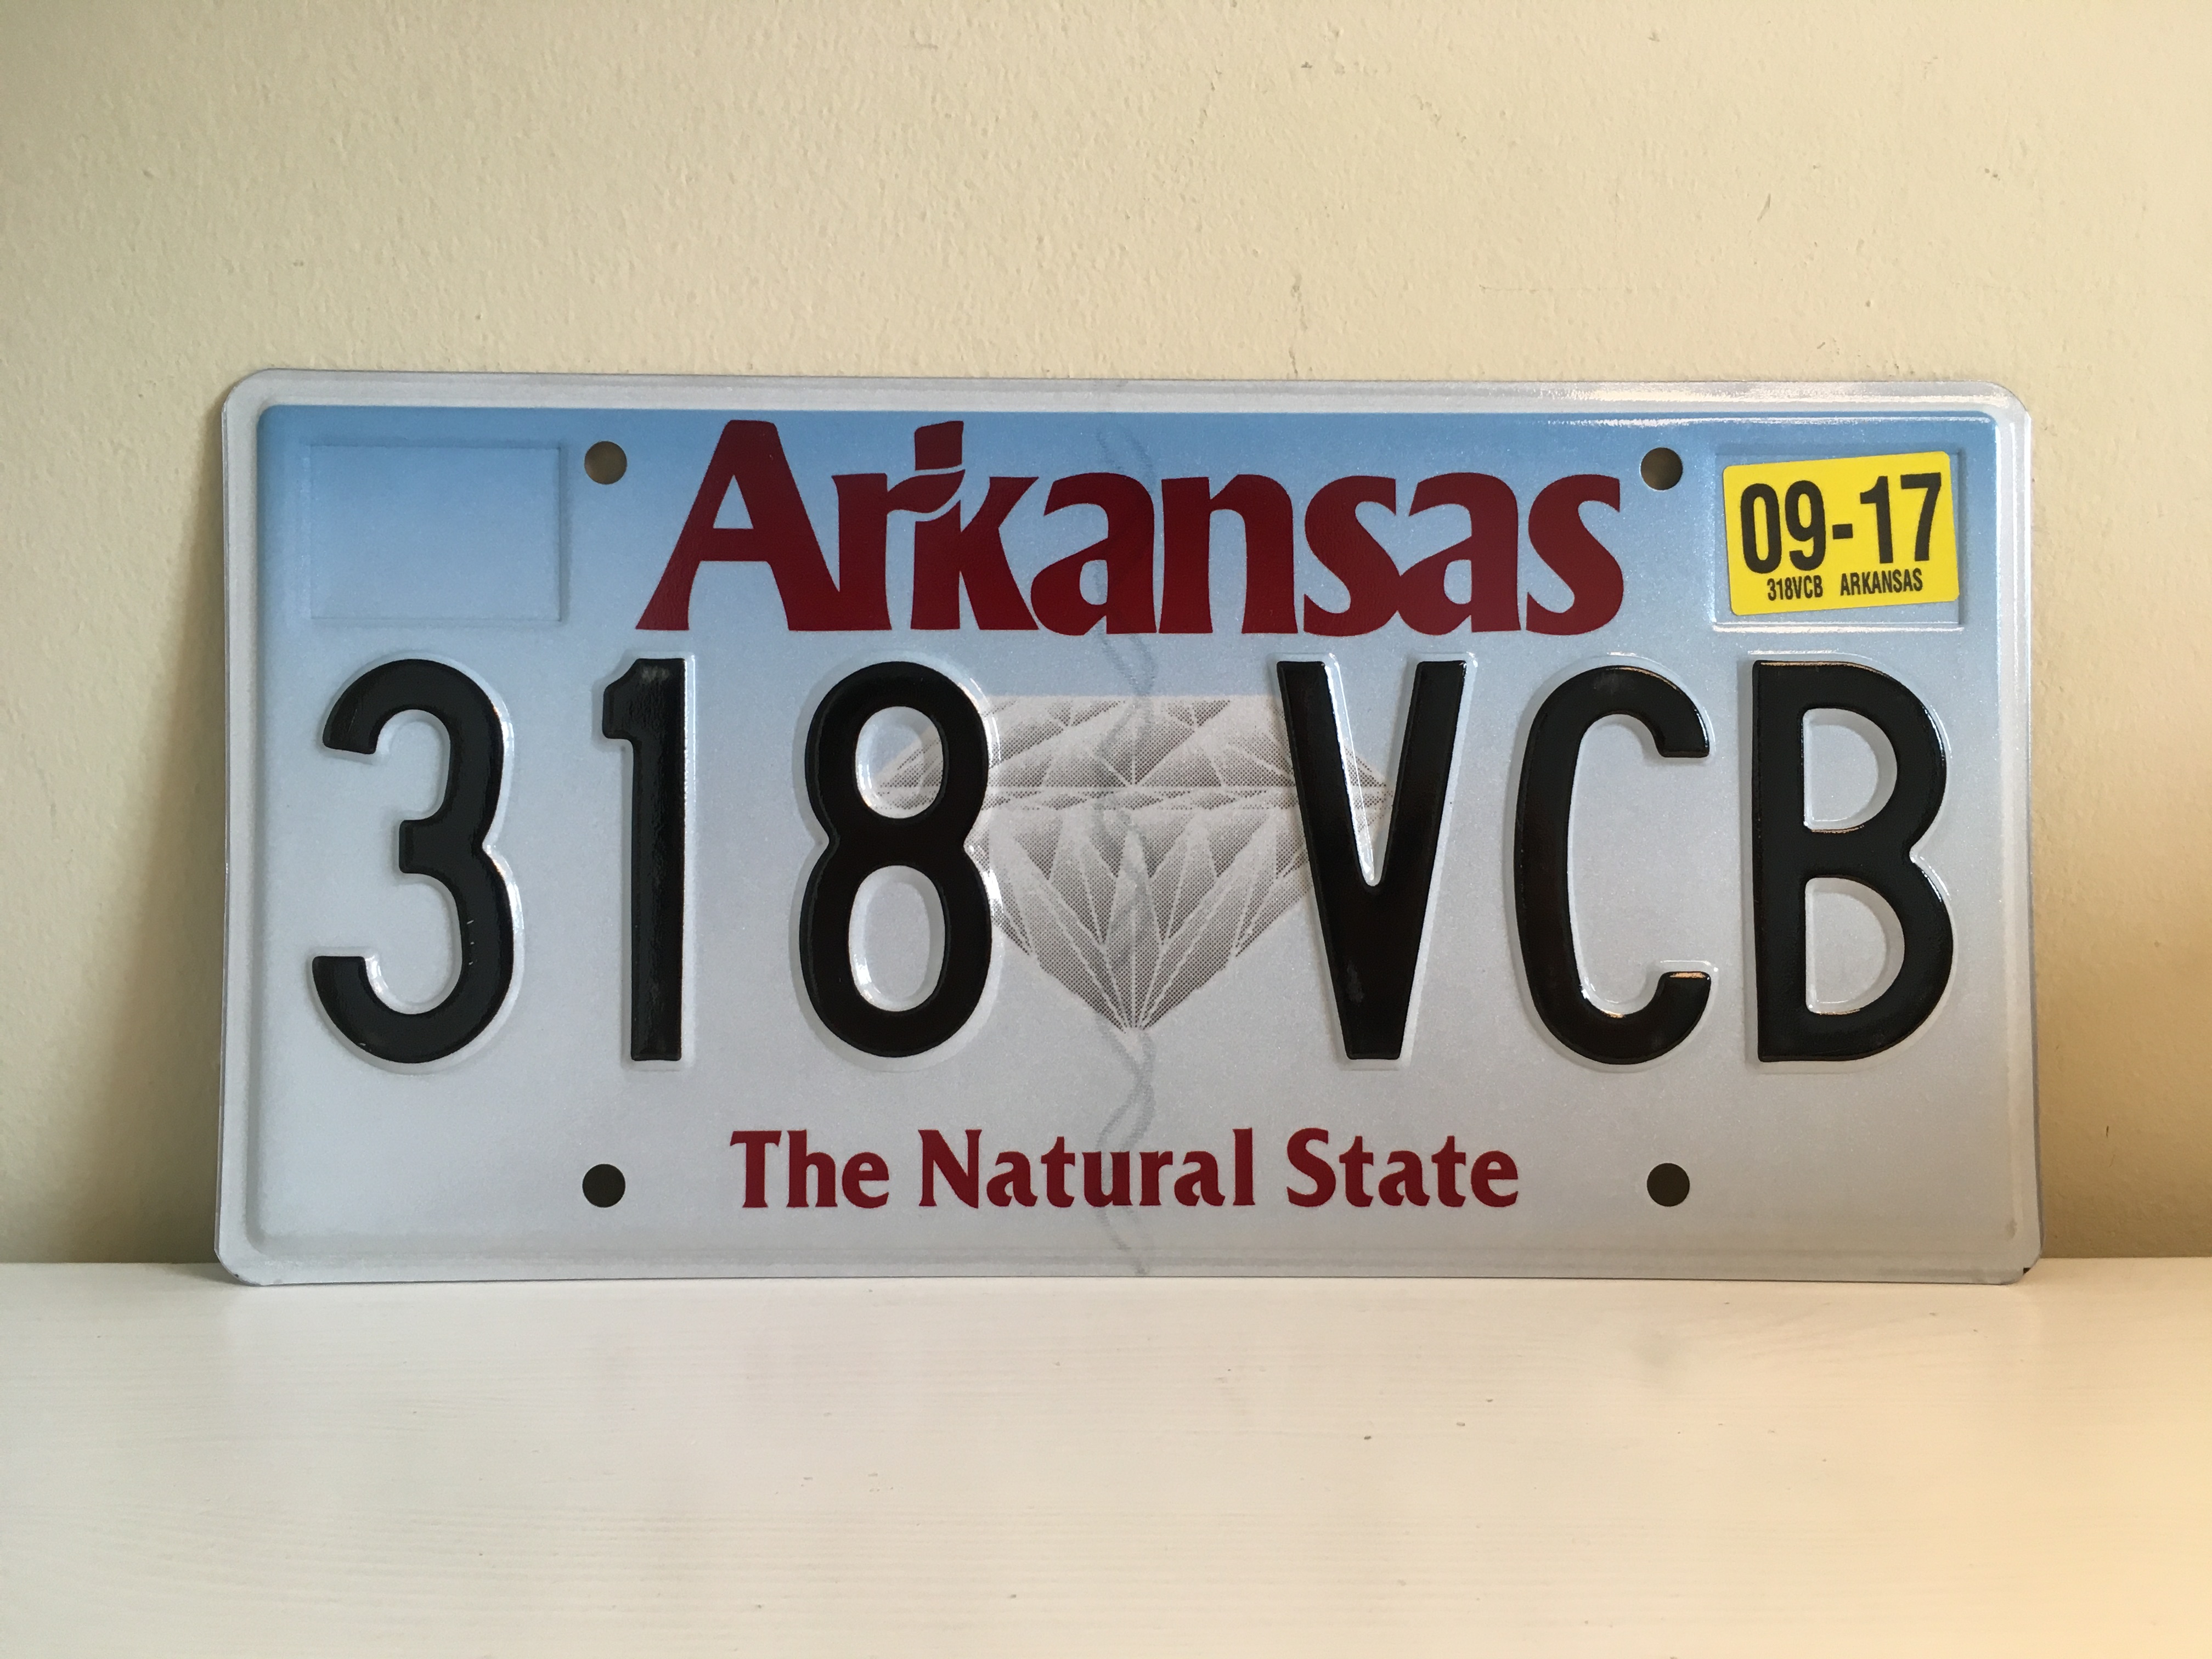 Arkansas
09-17
318VCB ARKANSAS
318 VCB
The Natural State